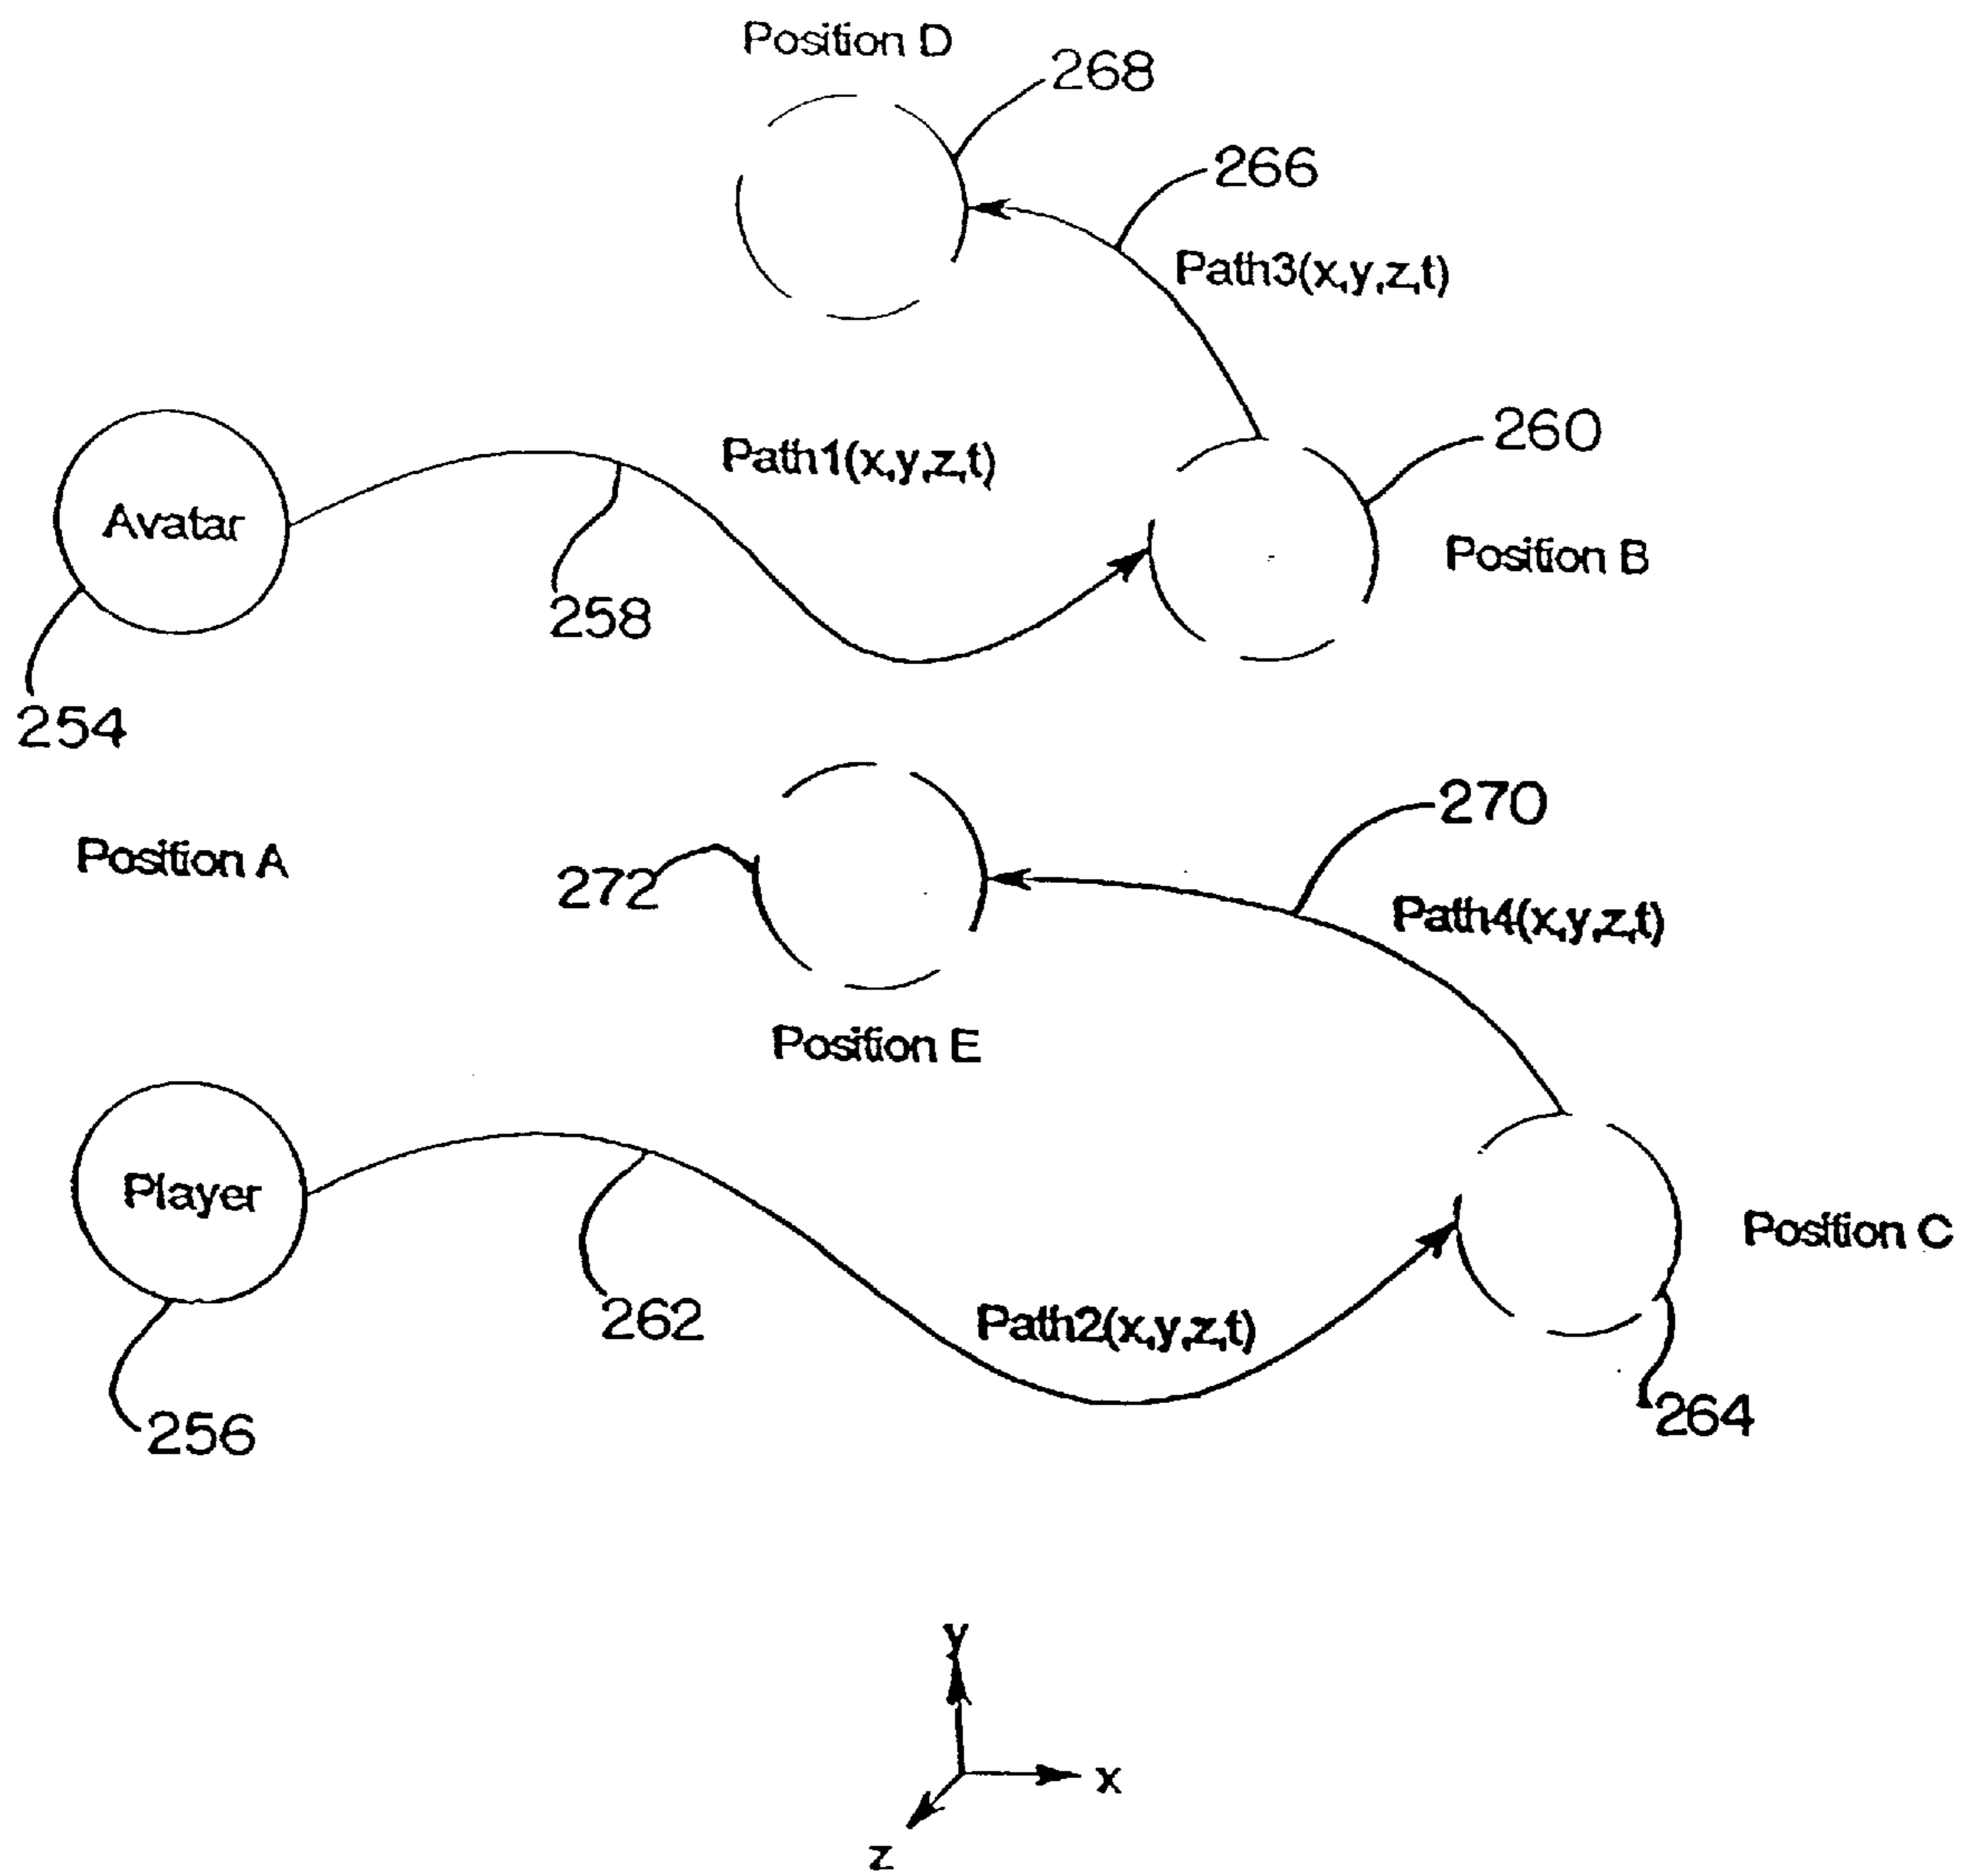 Position D
268
266
Path3(x,y,z,t)
260
Path1(x,y,z,t)
Avatar
Position B
258
254
270
Position A
272
Path4(x,y,z,t)
Position E
Player
Position C
262
Path2(x,y,z,t)
264
256
y
x
z